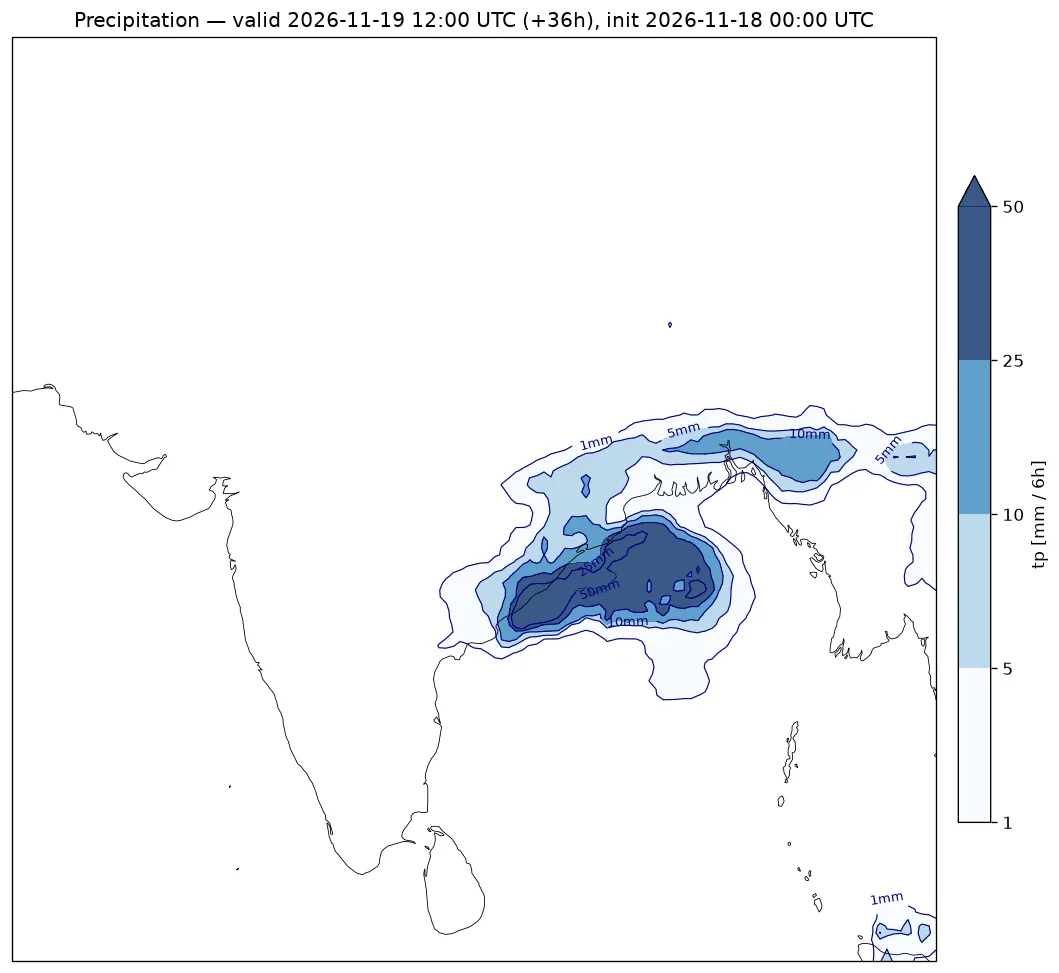 Precipitation — valid 2026-11-19 12:00 UTC (+36h), init 2026-11-18 00:00 UTC
50
25
10
5
1
tp [mm / 6h]
1mm
5mm
10mm
5mm
25mm
50mm
10mm
1mm